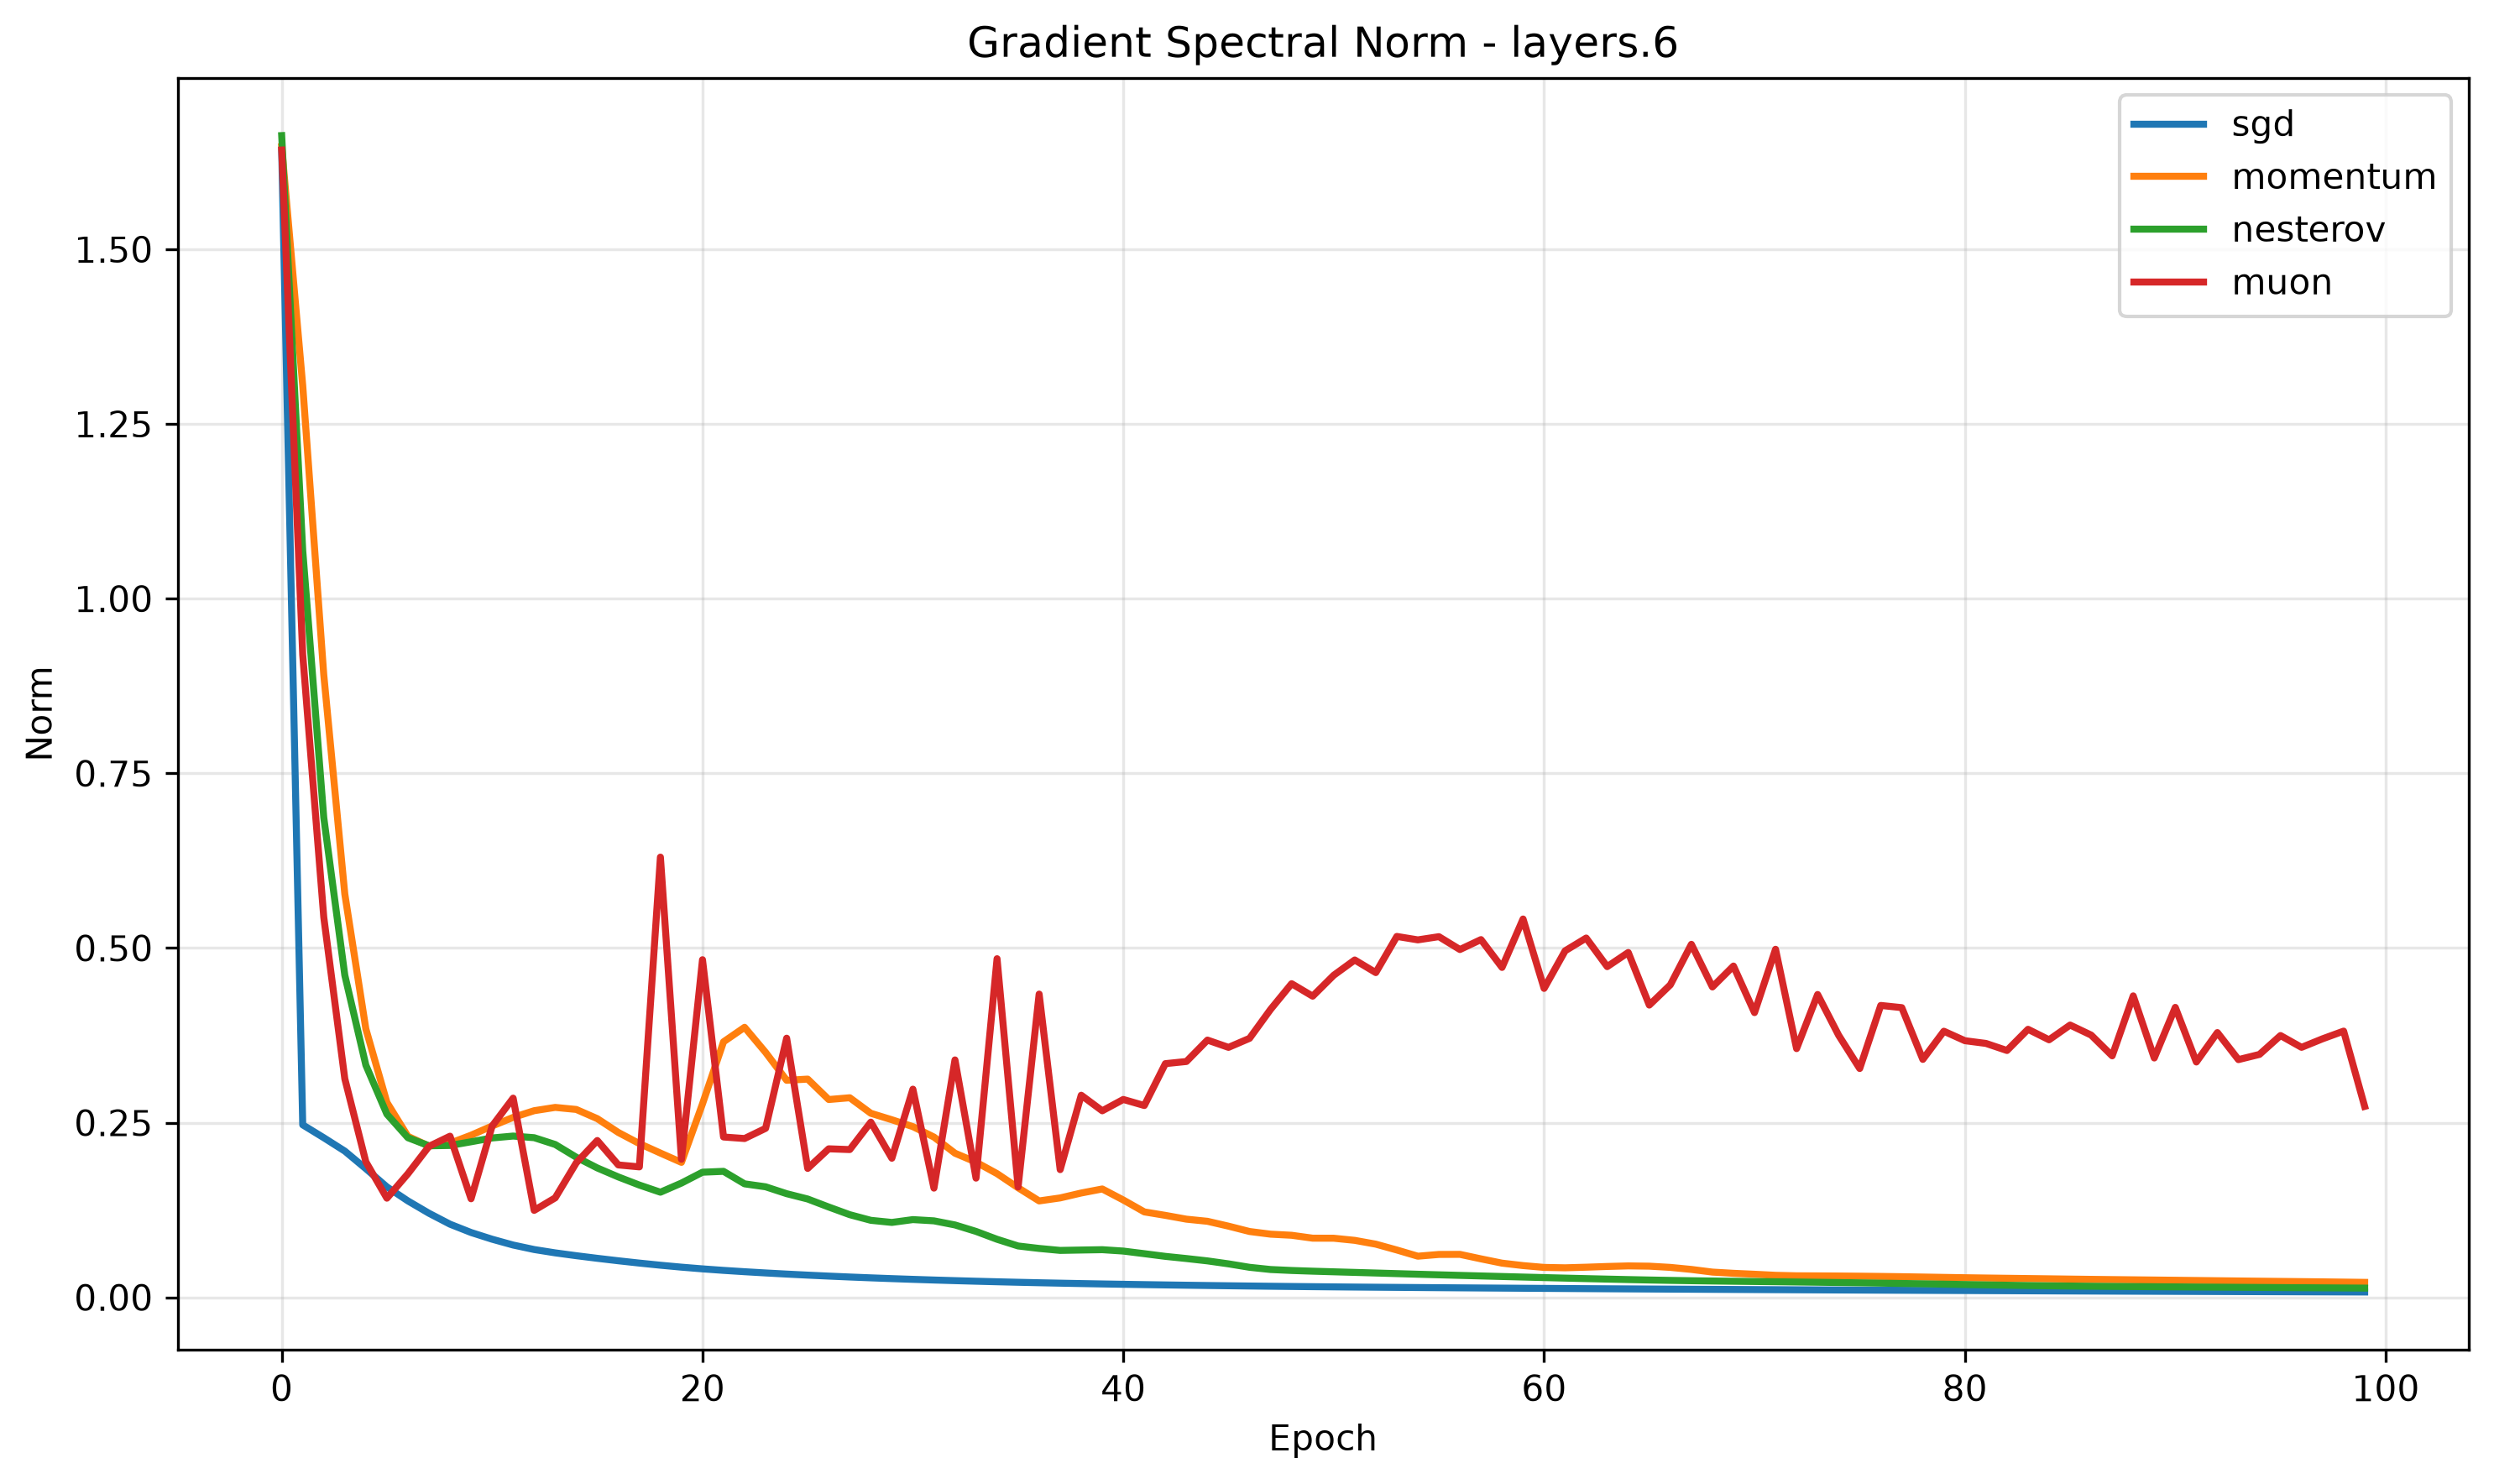 Gradient Spectral Norm - layers.6
sgd
momentum
nesterov
muon
1.50
1.25
1.00
0.75
0.50
0.25
0.00
Norm
0 20 40 60 80 100
Epoch